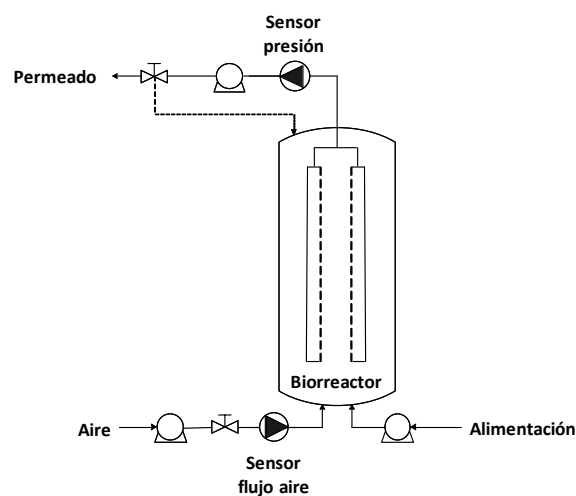 Sensor
presión
Permeado
Biorreactor
Aire
Alimentación
Sensor
flujo aire